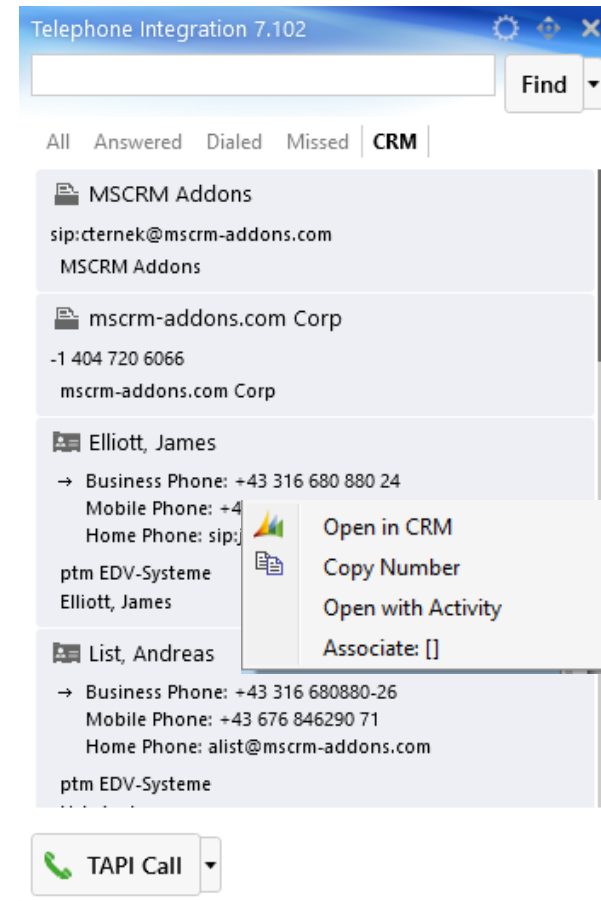 Telephone Integration 7.102
Find
All Answered Dialed Missed CRM
MSCRM Addons
sip:cternek@mscrm-addons.com
MSCRM Addons
mscrm-addons.com Corp
-1 404 720 6066
mscrm-addons.com Corp
Elliott, James
→ Business Phone: +43 316 680 880 24
Mobile Phone: +4
Home Phone: sip:j
ptm EDV-Systeme
Elliott, James
Open in CRM
Copy Number
Open with Activity
Associate: []
List, Andreas
→ Business Phone: +43 316 680880-26
Mobile Phone: +43 676 846290 71
Home Phone: alist@mscrm-addons.com
ptm EDV-Systeme
TAPI Call